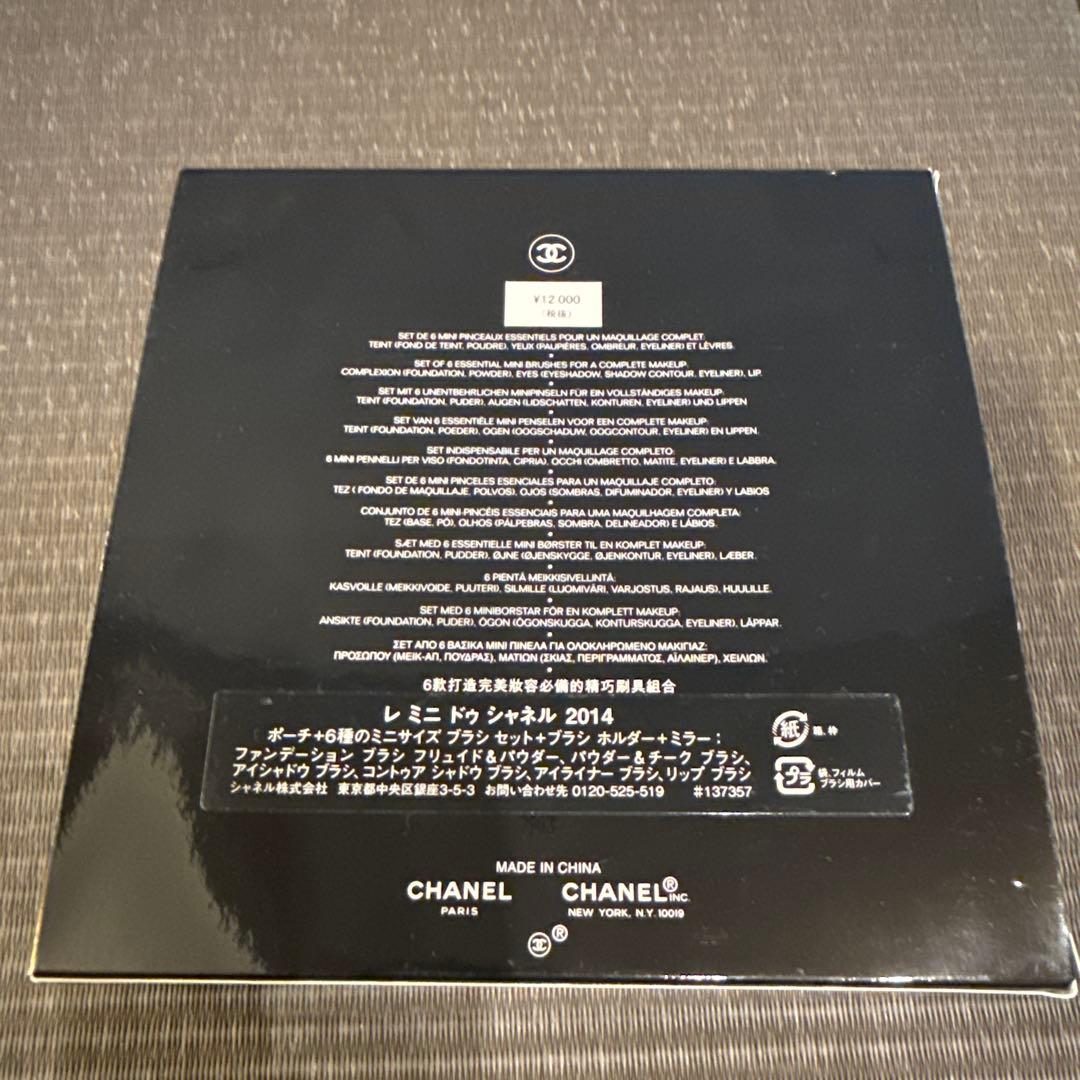 ¥12,000
(税抜)
SET DE 6 MINI PINCEAUX ESSENTIELS POUR UN MAQUILLAGE COMPLET:
TEINT (FOND DE TEINT, POUDRE), YEUX (PAUPIÈRES, OMBREUR, EYELINER) ET LÈVRES.
SET OF 6 ESSENTIAL MINI BRUSHES FOR A COMPLETE MAKEUP:
COMPLEXION (FOUNDATION, POWDER), EYES (EYESHADOW, SHADOW CONTOUR, EYELINER), LIP.
SET MIT 6 UNENTBEHRLICHEN MINIPINSELN FÜR EIN VOLLSTÄNDIGES MAKEUP:
TEINT (FOUNDATION, PUDER), AUGEN (LIDSCHATTEN, KONTUREN, EYELINER) UND LIPPEN
SET VAN 6 ESSENTIËLE MINI PENSELEN VOOR EEN COMPLETE MAKEUP:
TEINT (FOUNDATION, POEDER), OGEN (OOGSCHADUW, OOGCONTOUR, EYELINER) EN LIPPEN.
SET INDISPENSABILE PER UN MAQUILLAGE COMPLETO:
6 MINI PENNELLI PER VISO (FONDOTINTA, CIPRIA), OCCHI (OMBRETTO, MATITE, EYELINER) E LABBRA.
SET DE 6 MINI PINCELES ESENCIALES PARA UN MAQUILLAJE COMPLETO:
TEZ ( FONDO DE MAQUILLAJE, POLVOS), OJOS (SOMBRAS, DIFUMINADOR, EYELINER) Y LABIOS
CONJUNTO DE 6 MINI-PINCÉIS ESSENCIAIS PARA UMA MAQUILHAGEM COMPLETA:
TEZ (BASE, PÓ), OLHOS (PÁLPEBRAS, SOMBRA, DELINEADOR) E LÁBIOS.
SÆT MED 6 ESSENTIELLE MINI BØRSTER TIL EN KOMPLET MAKEUP:
TEINT (FOUNDATION, PUDDER), ØJNE (ØJENSKYGGE, ØJENKONTUR, EYELINER), LÆBER.
6 PIENTÄ MEIKKISIVELLINTÄ:
KASVOILLE (MEIKKIVOIDE, PUUTERI), SILMILLE (LUOMIVÄRI, VARJOSTUS, RAJAUS), HUULILLE.
SET MED 6 MINIBORSTAR FÖR EN KOMPLETT MAKEUP:
ANSIKTE (FOUNDATION, PUDER), ÖGON (ÖGONSKUGGA, KONTURSKUGGA, EYELINER), LÄPPAR.
ΣΕΤ ΑΠΟ 6 ΒΑΣΙΚΑ ΜΙΝΙ ΠΙΝΕΛΑ ΓΙΑ ΟΛΟΚΛΗΡΩΜΕΝΟ ΜΑΚΙΓΙΑΖ:
ΠΡΟΣΩΠΟΥ (ΜΕΙΚ-ΑΠ, ΠΟΥΔΡΑΣ), ΜΑΤΙΩΝ (ΣΚΙΑΣ, ΠΕΡΙΓΡΑΜΜΑΤΟΣ, ΑΪΛΑΙΝΕΡ), ΧΕΙΛΙΩΝ.
6款打造完美妝容必備的精巧刷具組合
レ ミニ ドゥ シャネル 2014
ポーチ+6種のミニサイズ ブラシ セット+ブラシ ホルダー+ミラー:
ファンデーション ブラシ フリュイド&パウダー、パウダー&チーク ブラシ、
アイシャドウ ブラシ、コントゥア シャドウ ブラシ、アイライナー ブラシ、リップ ブラシ
シャネル株式会社 東京都中央区銀座3-5-3 お問い合わせ先 0120-525-519 #137357
紙 箱、枠
プラ 袋、フィルム
ブラシ用カバー
MADE IN CHINA
CHANEL CHANEL® INC.
PARIS NEW YORK, N.Y. 10019
®